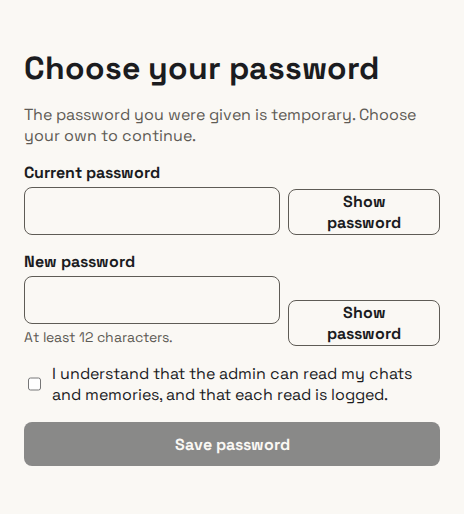 Choose your password
The password you were given is temporary. Choose
your own to continue.
Current password
Show
password
New password
Show
password
At least 12 characters.
I understand that the admin can read my chats
and memories, and that each read is logged.
Save password